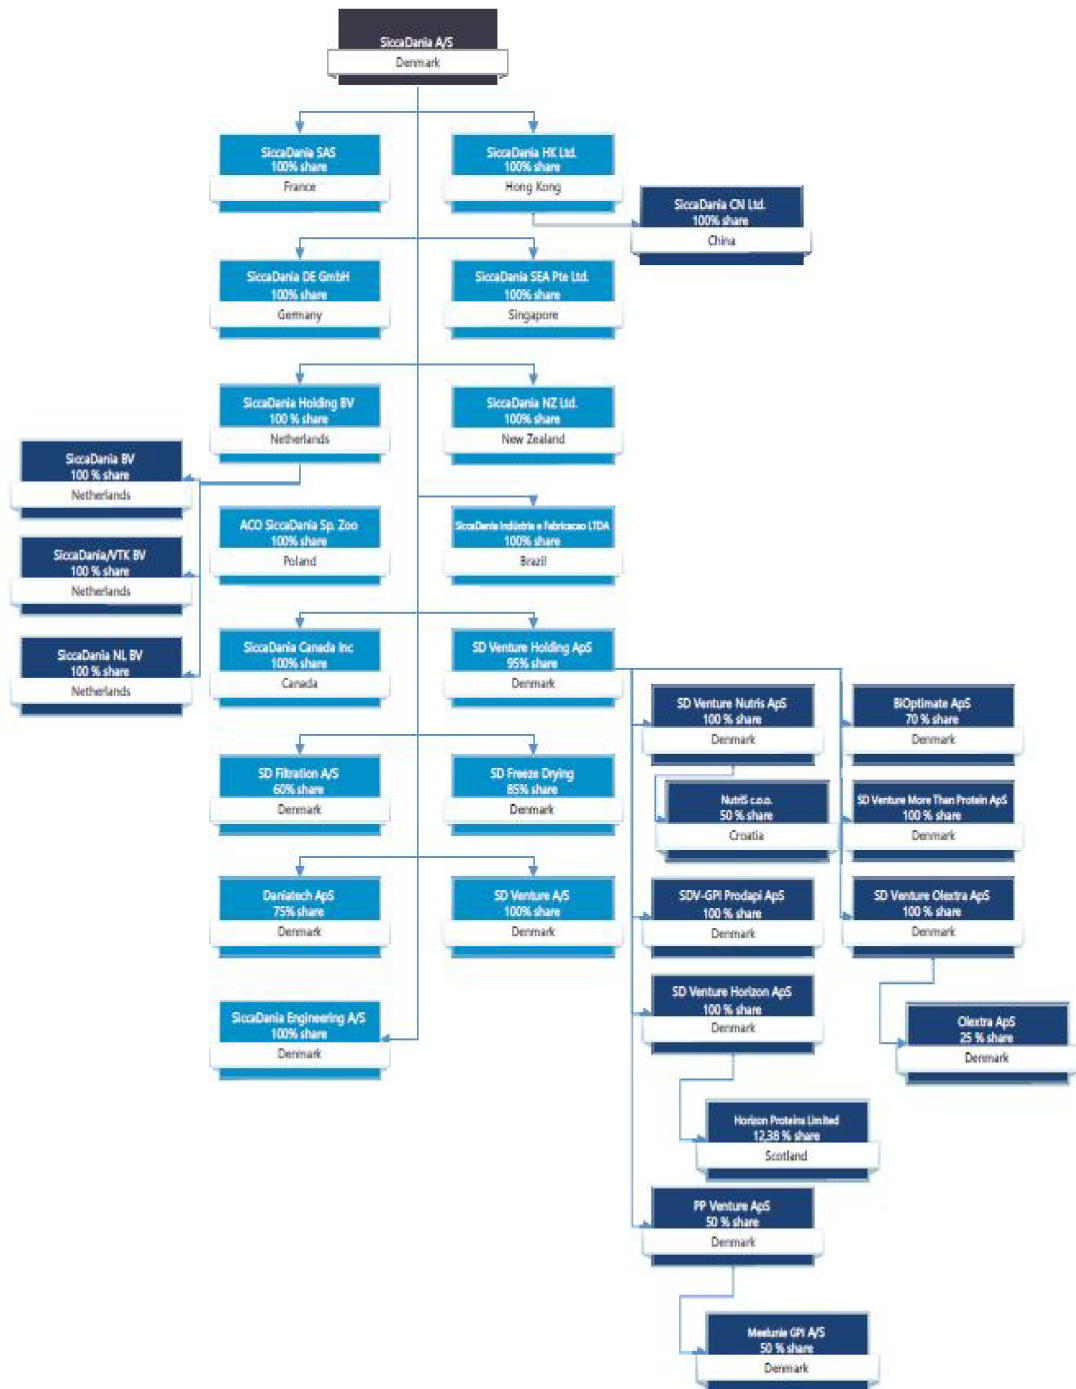 SiccaDania A/S
Denmark
SiccaDania SAS
100% share
France
SiccaDania HK Ltd.
100% share
Hong Kong
SiccaDania CN Ltd.
100% share
China
SiccaDania DE GmbH
100% share
Germany
SiccaDania SEA Pte Ltd.
100% share
Singapore
SiccaDania Holding BV
100 % share
Netherlands
SiccaDania NZ Ltd.
100% share
New Zealand
SiccaDania BV
100 % share
Netherlands
ACO SiccaDania Sp. Zoo
100% share
Poland
SiccaDania Indústria e Fabricacao LTDA
100% share
Brazil
SiccaDania/VTK BV
100 % share
Netherlands
SiccaDania NL BV
100 % share
Netherlands
SiccaDania Canada Inc
100% share
Canada
SD Venture Holding ApS
95% share
Denmark
SD Venture Nutris ApS
100 % share
Denmark
BiOptimate ApS
70 % share
Denmark
SD Filtration A/S
60% share
Denmark
SD Freeze Drying
85% share
Denmark
NutriS c.o.o.
50 % share
Croatia
SD Venture More Than Protein ApS
100 % share
Denmark
Daniatech ApS
75% share
Denmark
SD Venture A/S
100% share
Denmark
SDV-GPI Prodapi ApS
100 % share
Denmark
SD Venture Olextra ApS
100 % share
Denmark
SD Venture Horizon ApS
100 % share
Denmark
SiccaDania Engineering A/S
100% share
Denmark
Olextra ApS
25 % share
Denmark
Horizon Proteins Limited
12,38 % share
Scotland
PP Venture ApS
50 % share
Denmark
Meelunie GPI A/S
50 % share
Denmark